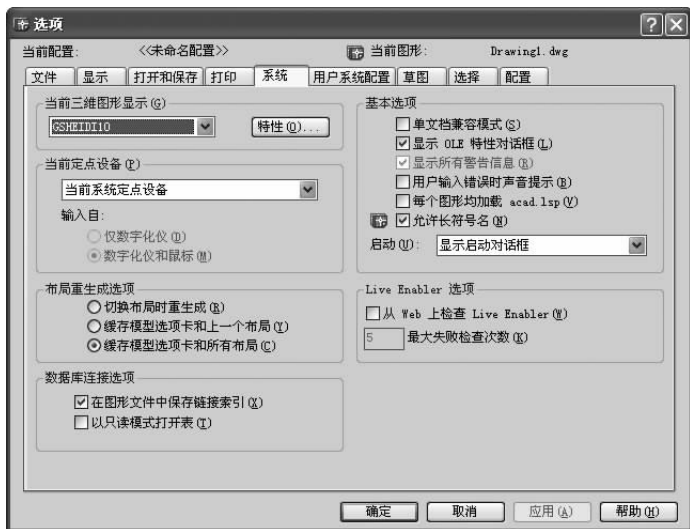 选项
当前配置: <<未命名配置>> 当前图形: Drawing1.dwg
文件 显示 打开和保存 打印 系统 用户系统配置 草图 选择 配置
当前三维图形显示(G)
GSHEIDI10 特性(O)...
当前定点设备(P)
当前系统定点设备
输入自:
仅数字化仪(D)
数字化仪和鼠标(M)
布局重生成选项
切换布局时重生成(R)
缓存模型选项卡和上一个布局(Y)
缓存模型选项卡和所有布局(C)
数据库连接选项
在图形文件中保存链接索引(X)
以只读模式打开表(T)
基本选项
单文档兼容模式(S)
显示 OLE 特性对话框(L)
显示所有警告信息(R)
用户输入错误时声音提示(B)
每个图形均加载 acad.lsp(V)
允许长符号名(N)
启动(U): 显示启动对话框
Live Enabler 选项
从 Web 上检查 Live Enabler(W)
5 最大失败检查次数(K)
确定 取消 应用(A) 帮助(H)